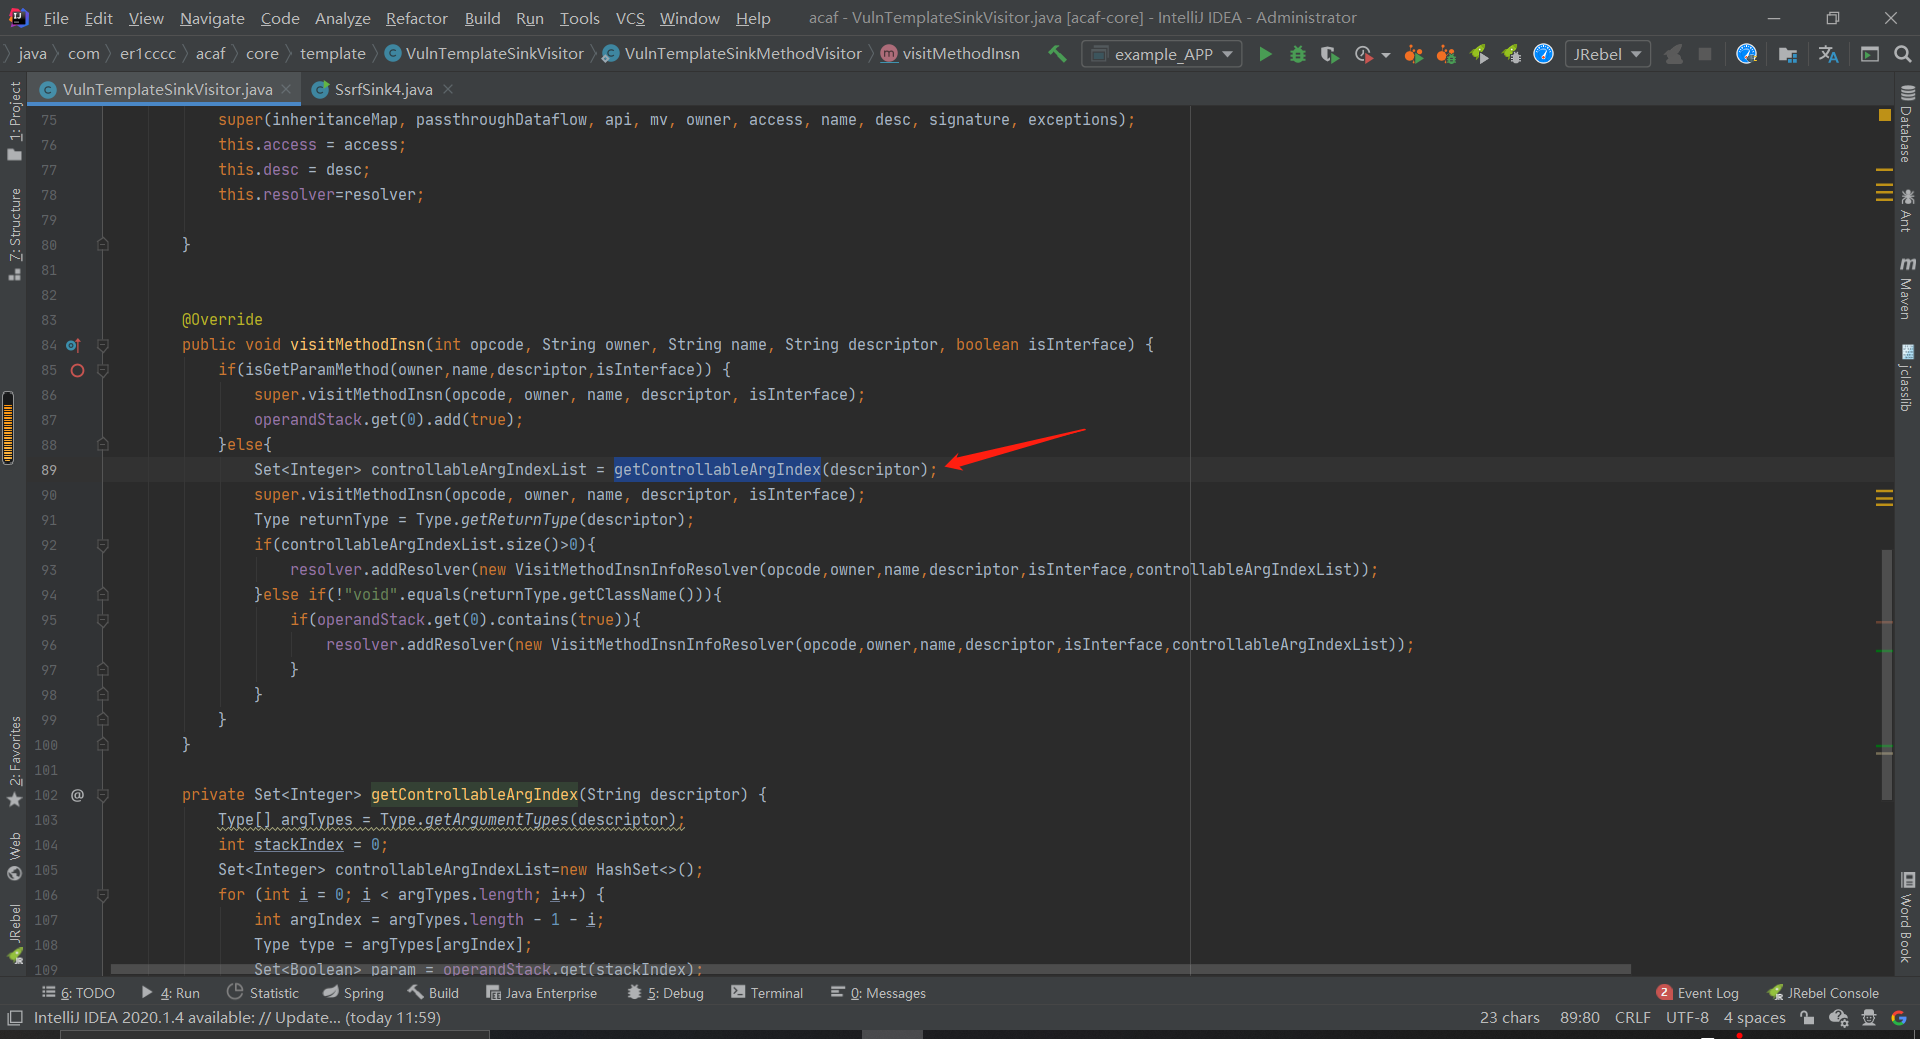 File Edit View Navigate Code Analyze Refactor Build Run Tools VCS Window Help acaf - VulnTemplateSinkVisitor.java [acaf-core] - IntelliJ IDEA - Administrator
java com er1cccc acaf core template VulnTemplateSinkVisitor VulnTemplateSinkMethodVisitor visitMethodInsn example_APP JRebel
VulnTemplateSinkVisitor.java SsrfSink4.java
1: Project
7: Structure
2: Favorites
Web
JRebel
75 super(inheritanceMap, passthroughDataflow, api, mv, owner, access, name, desc, signature, exceptions);
76 this.access = access;
77 this.desc = desc;
78 this.resolver=resolver;
79
80 }
81
82
83 @Override
84 public void visitMethodInsn(int opcode, String owner, String name, String descriptor, boolean isInterface) {
85 if(isGetParamMethod(owner,name,descriptor,isInterface)) {
86 super.visitMethodInsn(opcode, owner, name, descriptor, isInterface);
87 operandStack.get(0).add(true);
88 }else{
89 Set<Integer> controllableArgIndexList = getControllableArgIndex(descriptor);
90 super.visitMethodInsn(opcode, owner, name, descriptor, isInterface);
91 Type returnType = Type.getReturnType(descriptor);
92 if(controllableArgIndexList.size()>0){
93 resolver.addResolver(new VisitMethodInsnInfoResolver(opcode,owner,name,descriptor,isInterface,controllableArgIndexList));
94 }else if(!"void".equals(returnType.getClassName())){
95 if(operandStack.get(0).contains(true)){
96 resolver.addResolver(new VisitMethodInsnInfoResolver(opcode,owner,name,descriptor,isInterface,controllableArgIndexList));
97 }
98 }
99 }
100 }
101
102 @ private Set<Integer> getControllableArgIndex(String descriptor) {
103 Type[] argTypes = Type.getArgumentTypes(descriptor);
104 int stackIndex = 0;
105 Set<Integer> controllableArgIndexList=new HashSet<>();
106 for (int i = 0; i < argTypes.length; i++) {
107 int argIndex = argTypes.length - 1 - i;
108 Type type = argTypes[argIndex];
109 Set<Boolean> param = operandStack.get(stackIndex);
Database
Ant
Maven
jclasslib
Word Book
6: TODO 4: Run Statistic Spring Build Java Enterprise 5: Debug Terminal 0: Messages 2 Event Log JRebel Console
IntelliJ IDEA 2020.1.4 available: // Update... (today 11:59) 23 chars 89:80 CRLF UTF-8 4 spaces